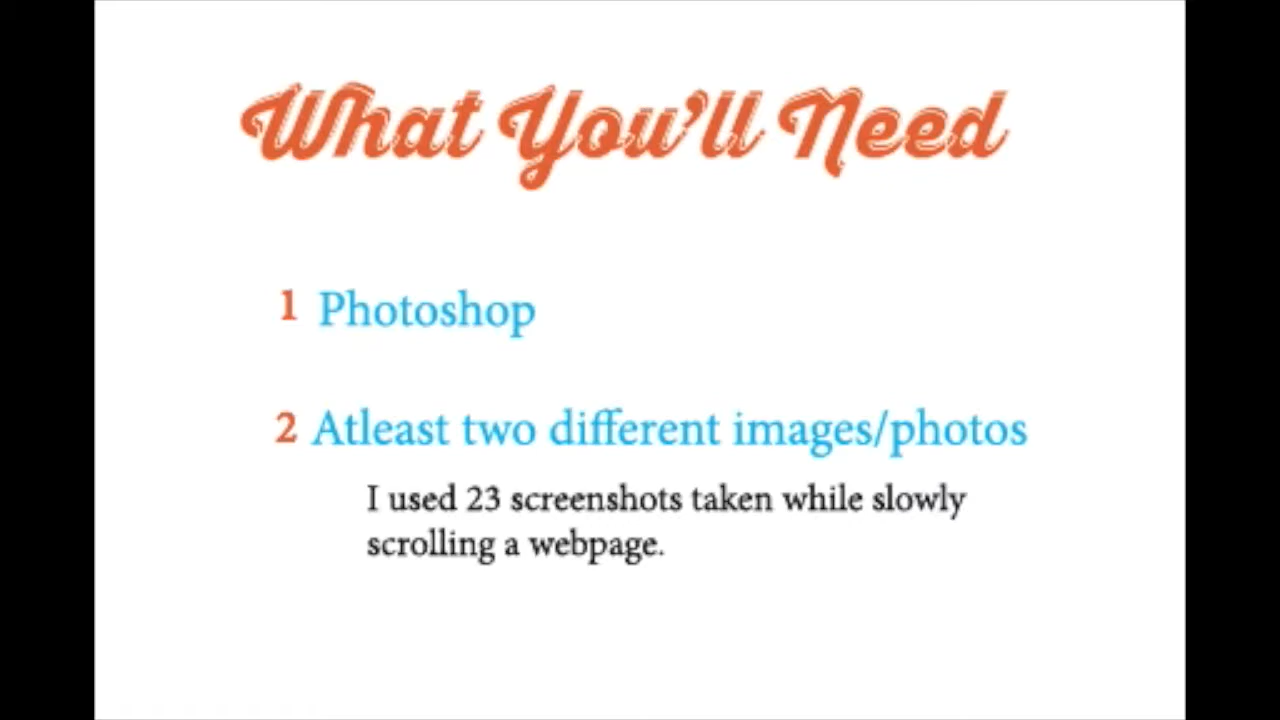 What You'll Need
1 Photoshop
2 Atleast two different images/photos
I used 23 screenshots taken while slowly
scrolling a webpage.